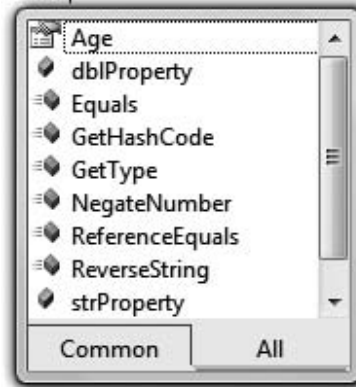 Age
dblProperty
Equals
GetHashCode
GetType
NegateNumber
ReferenceEquals
ReverseString
strProperty
Common All